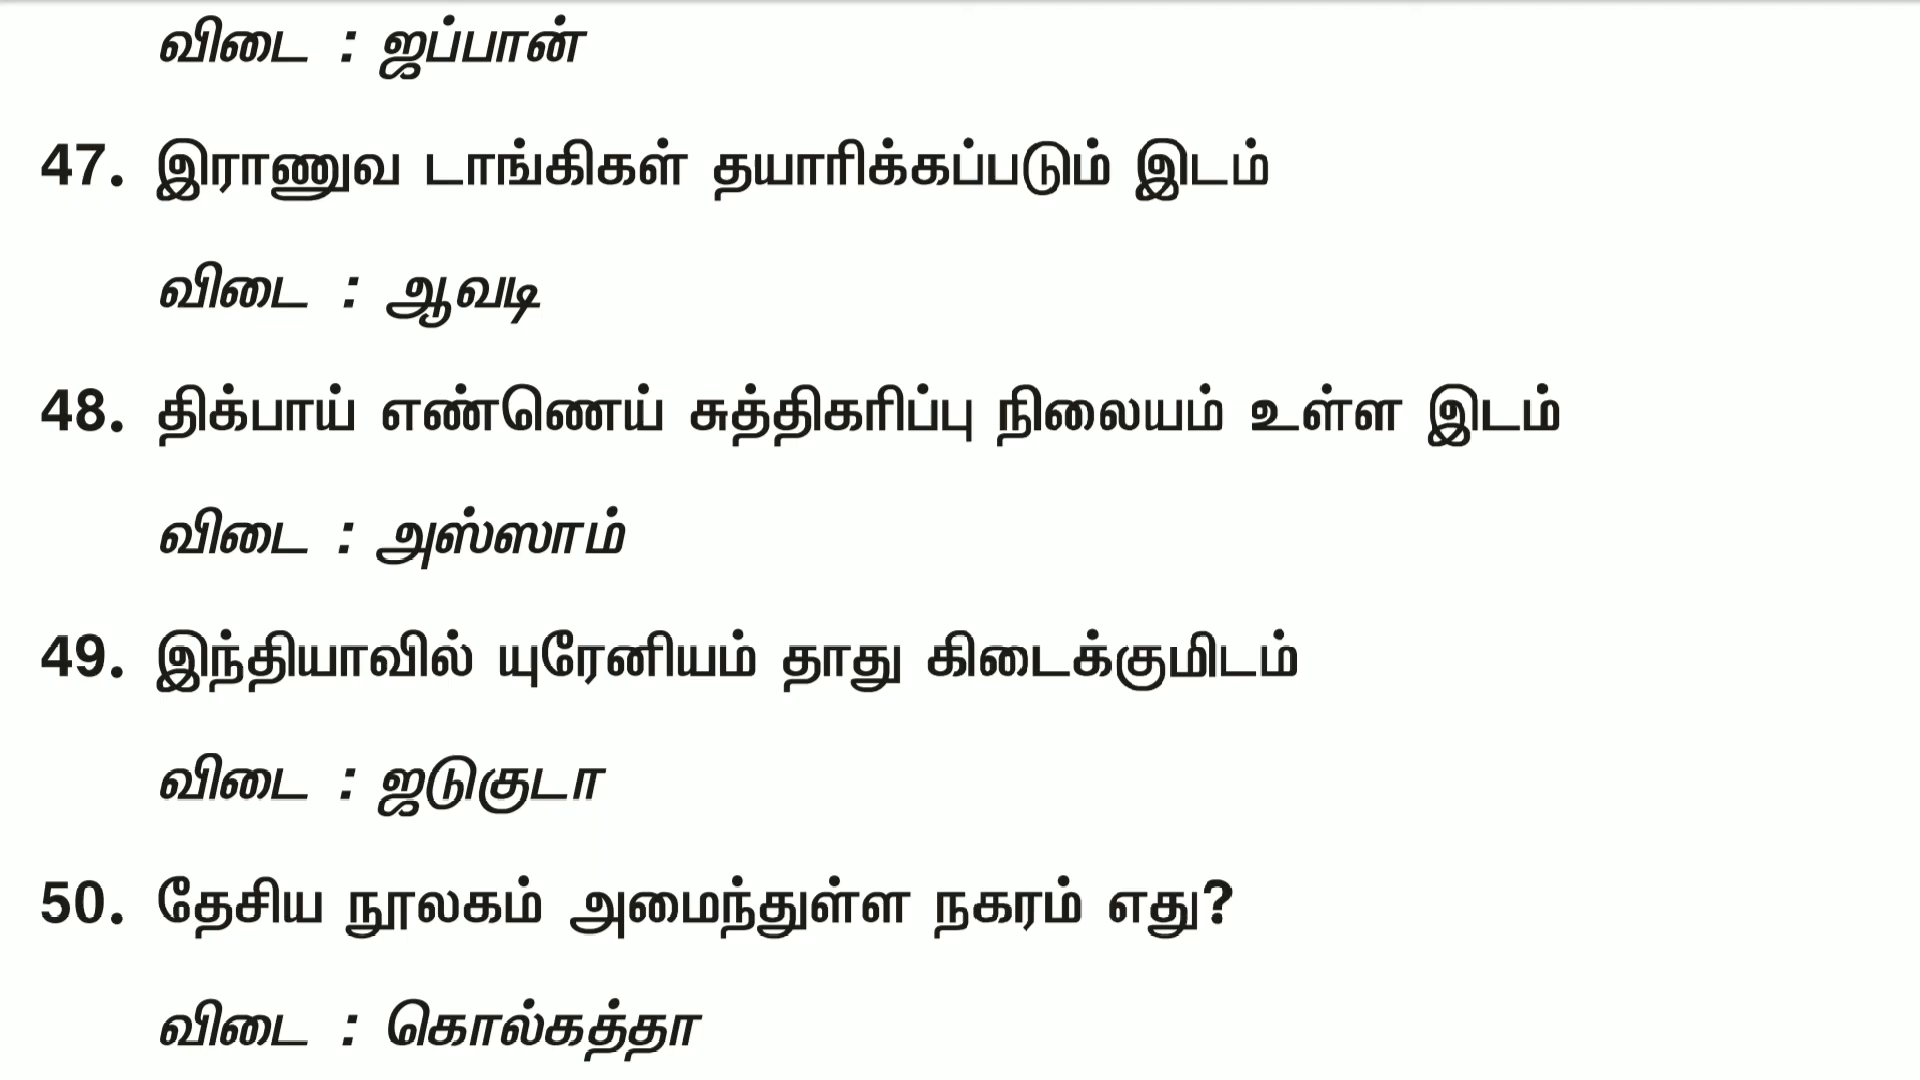 விடை : ஜப்பான்
47. இராணுவ டாங்கிகள் தயாரிக்கப்படும் இடம்
விடை : ஆவடி
48. திக்பாய் எண்ணெய் சுத்திகரிப்பு நிலையம் உள்ள இடம்
விடை : அஸ்ஸாம்
49. இந்தியாவில் யுரேனியம் தாது கிடைக்குமிடம்
விடை : ஜடுகுடா
50. தேசிய நூலகம் அமைந்துள்ள நகரம் எது?
விடை : கொல்கத்தா